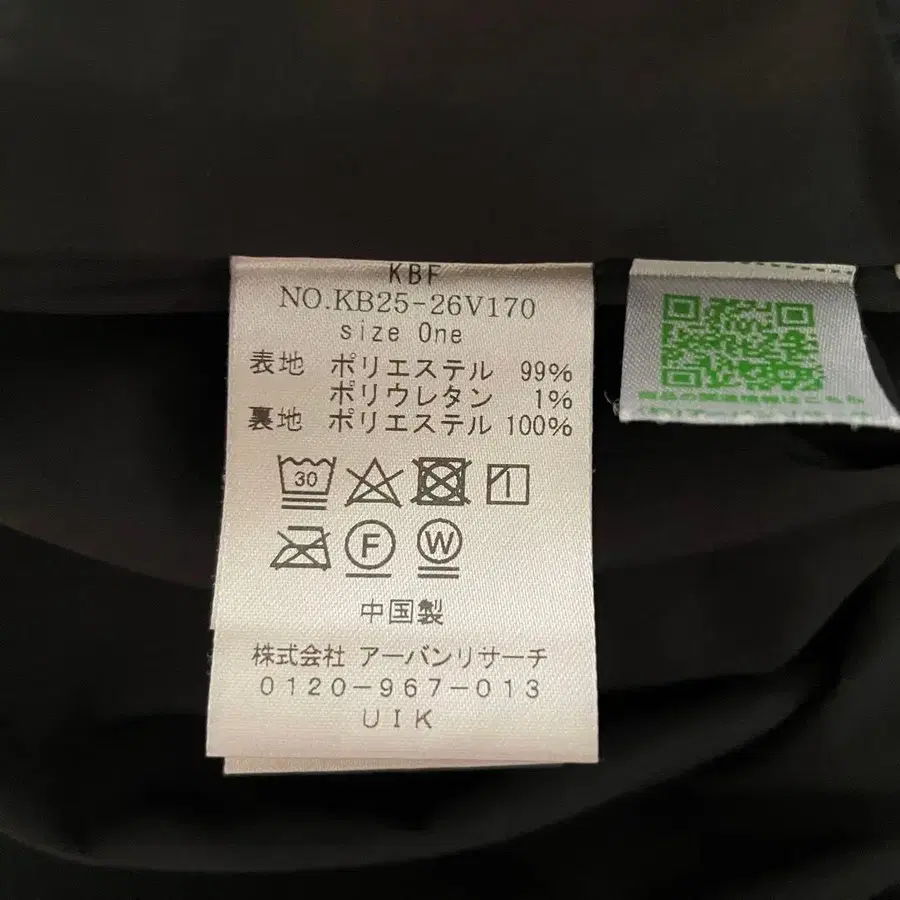 KBF
NO.KB25-26V170
size One
表地 ポリエステル 99%
ポリウレタン 1%
裏地 ポリエステル 100%
30
F
W
中国製
株式会社 アーバンリサーチ
0120-967-013
UIK